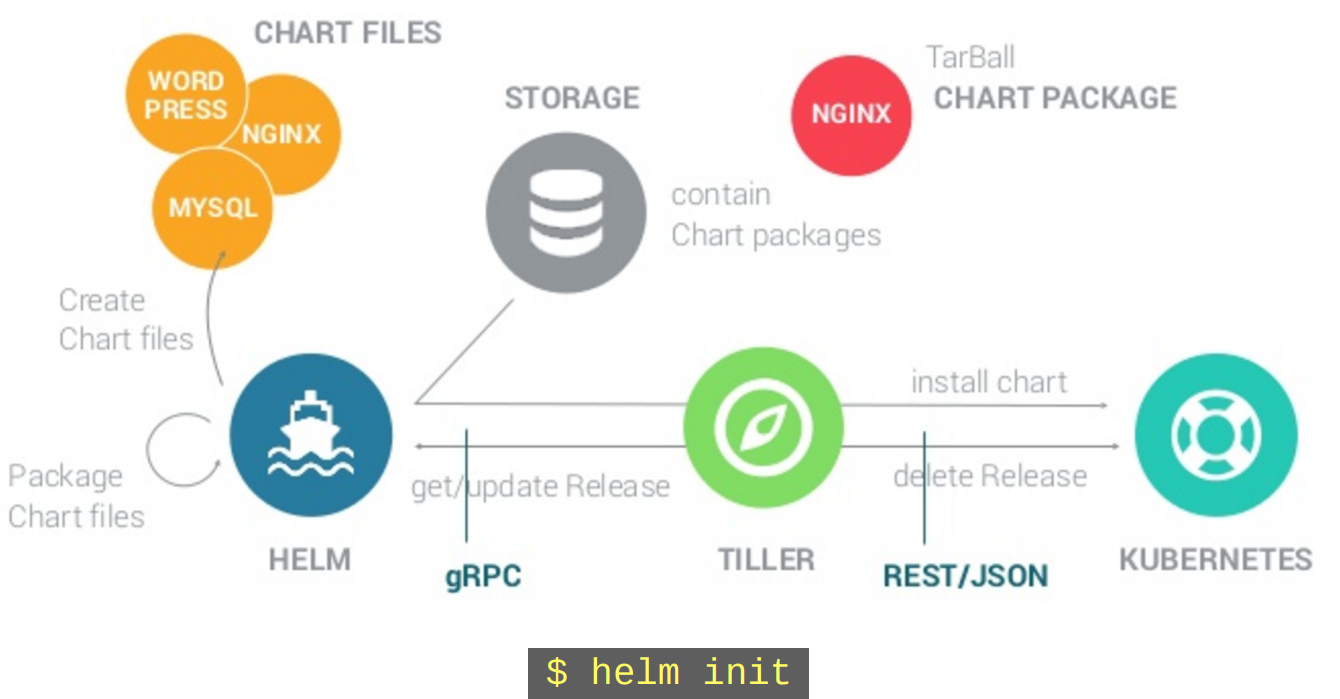 CHART FILES
WORD
PRESS
NGINX
MYSQL
STORAGE
TarBall
CHART PACKAGE
NGINX
contain
Chart packages
Create
Chart files
Package
Chart files
install chart
get/update Release
delete Release
HELM
gRPC
TILLER
REST/JSON
KUBERNETES
$ helm init